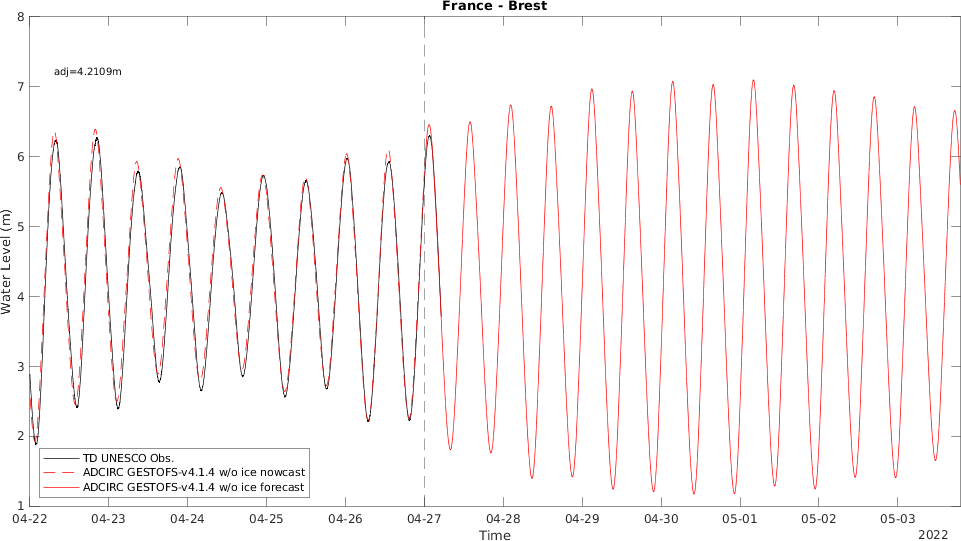 France - Brest
8
adj=4.2109m
7
6
5
Water Level (m)
4
3
2
TD UNESCO Obs.
ADCIRC GESTOFS-v4.1.4 w/o ice nowcast
ADCIRC GESTOFS-v4.1.4 w/o ice forecast
1
04-22 04-23 04-24 04-25 04-26 04-27 04-28 04-29 04-30 05-01 05-02 05-03
Time
2022